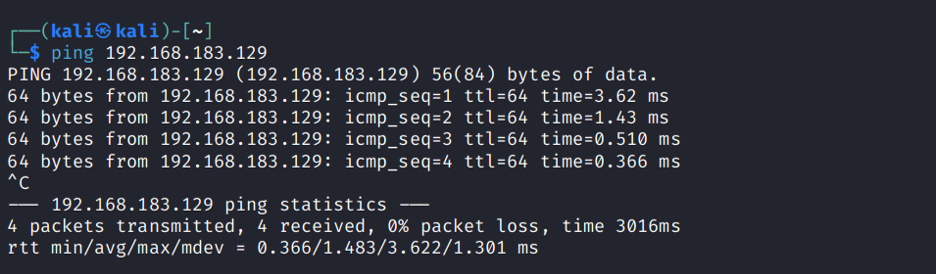 ┌──(kali㉿kali)-[~]
└─$ ping 192.168.183.129
PING 192.168.183.129 (192.168.183.129) 56(84) bytes of data.
64 bytes from 192.168.183.129: icmp_seq=1 ttl=64 time=3.62 ms
64 bytes from 192.168.183.129: icmp_seq=2 ttl=64 time=1.43 ms
64 bytes from 192.168.183.129: icmp_seq=3 ttl=64 time=0.510 ms
64 bytes from 192.168.183.129: icmp_seq=4 ttl=64 time=0.366 ms
^C
--- 192.168.183.129 ping statistics ---
4 packets transmitted, 4 received, 0% packet loss, time 3016ms
rtt min/avg/max/mdev = 0.366/1.483/3.622/1.301 ms